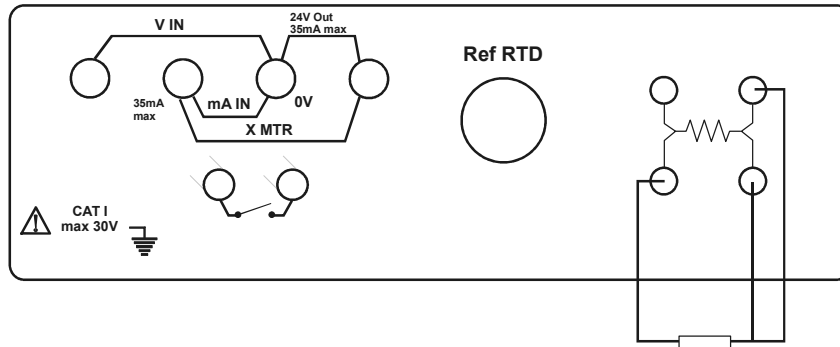 V IN
24V Out
35mA max
Ref RTD
35mA
max
mA IN
0V
X MTR
CAT I
max 30V